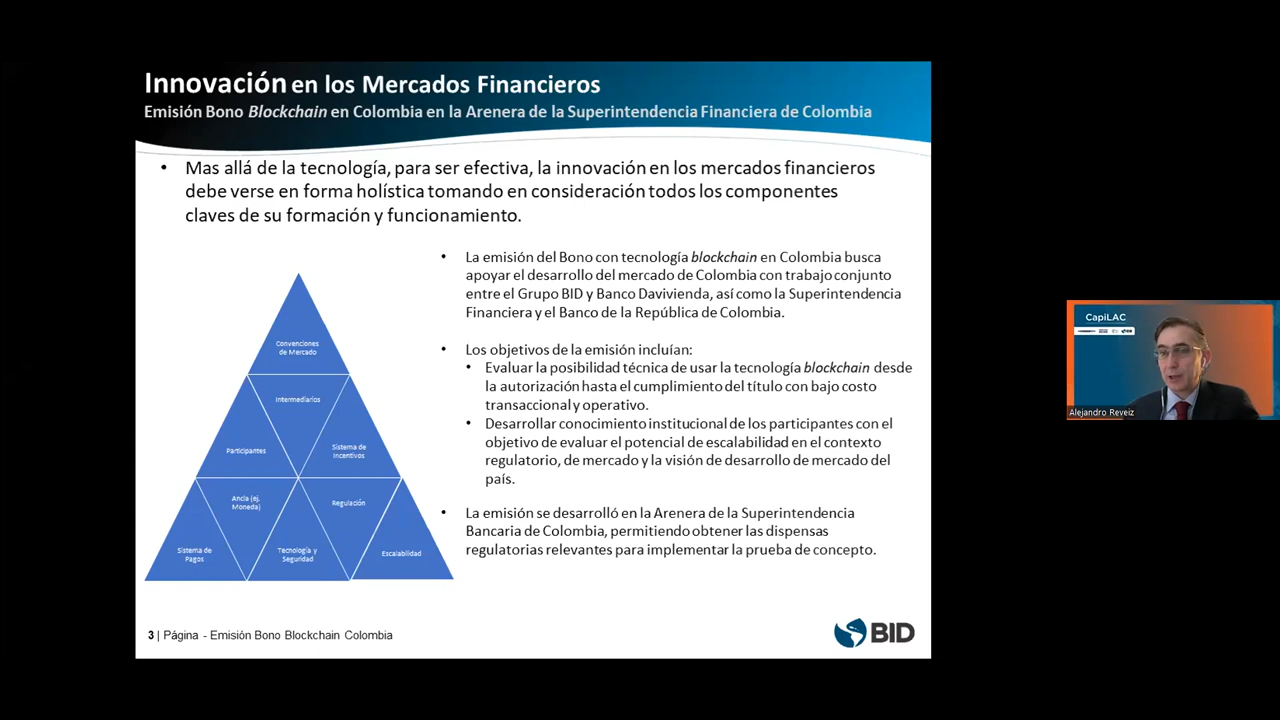 Innovación en los Mercados Financieros
Emisión Bono Blockchain en Colombia en la Arenera de la Superintendencia Financiera de Colombia
• Mas allá de la tecnología, para ser efectiva, la innovación en los mercados financieros
debe verse en forma holística tomando en consideración todos los componentes
claves de su formación y funcionamiento.
Convenciones
de Mercado
Intermediarios
Participantes
Sistema de
Incentivos
Ancla (ej,
Moneda)
Regulación
Sistema de
Pagos
Tecnología y
Seguridad
Escalabilidad
• La emisión del Bono con tecnología blockchain en Colombia busca
apoyar el desarrollo del mercado de Colombia con trabajo conjunto
entre el Grupo BID y Banco Davivienda, así como la Superintendencia
Financiera y el Banco de la República de Colombia.
• Los objetivos de la emisión incluían:
• Evaluar la posibilidad técnica de usar la tecnología blockchain desde
la autorización hasta el cumplimiento del título con bajo costo
transaccional y operativo.
• Desarrollar conocimiento institucional de los participantes con el
objetivo de evaluar el potencial de escalabilidad en el contexto
regulatorio, de mercado y la visión de desarrollo de mercado del
país.
• La emisión se desarrolló en la Arenera de la Superintendencia
Bancaria de Colombia, permitiendo obtener las dispensas
regulatorias relevantes para implementar la prueba de concepto.
3 | Página - Emisión Bono Blockchain Colombia
BID
CapiLAC
Alejandro Reveiz